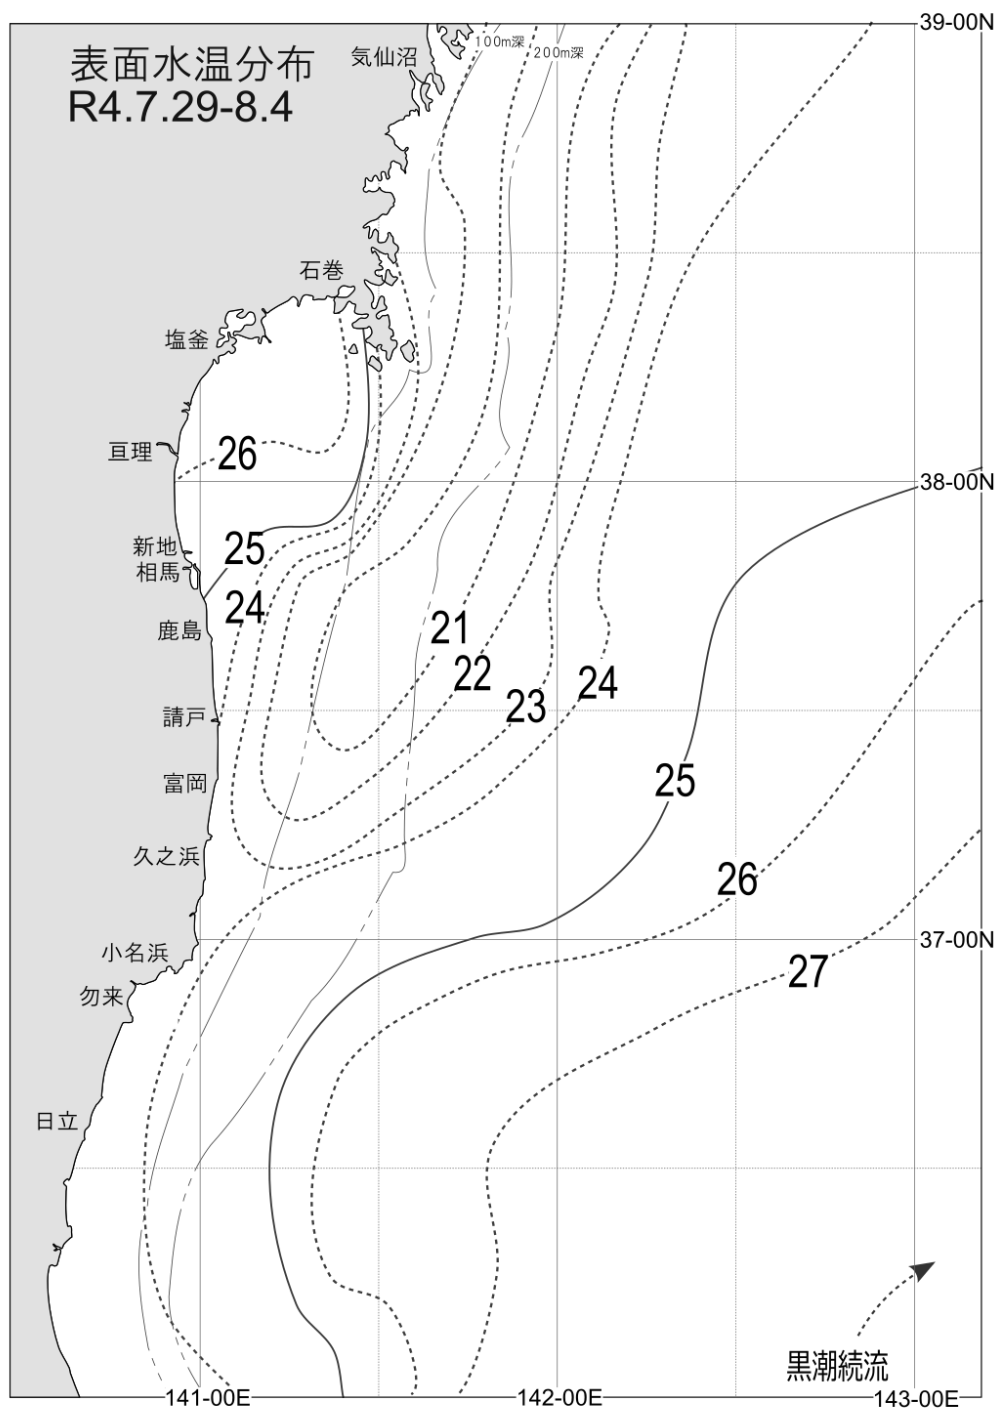 39-00N
表面水温分布
R4.7.29-8.4
気仙沼
100m深
200m深
石巻
塩釜
亘理
26
38-00N
新地
25
相馬
24
鹿島
21
22
24
23
請戸
25
富岡
久之浜
26
小名浜
37-00N
27
勿来
日立
黒潮続流
141-00E
142-00E
143-00E